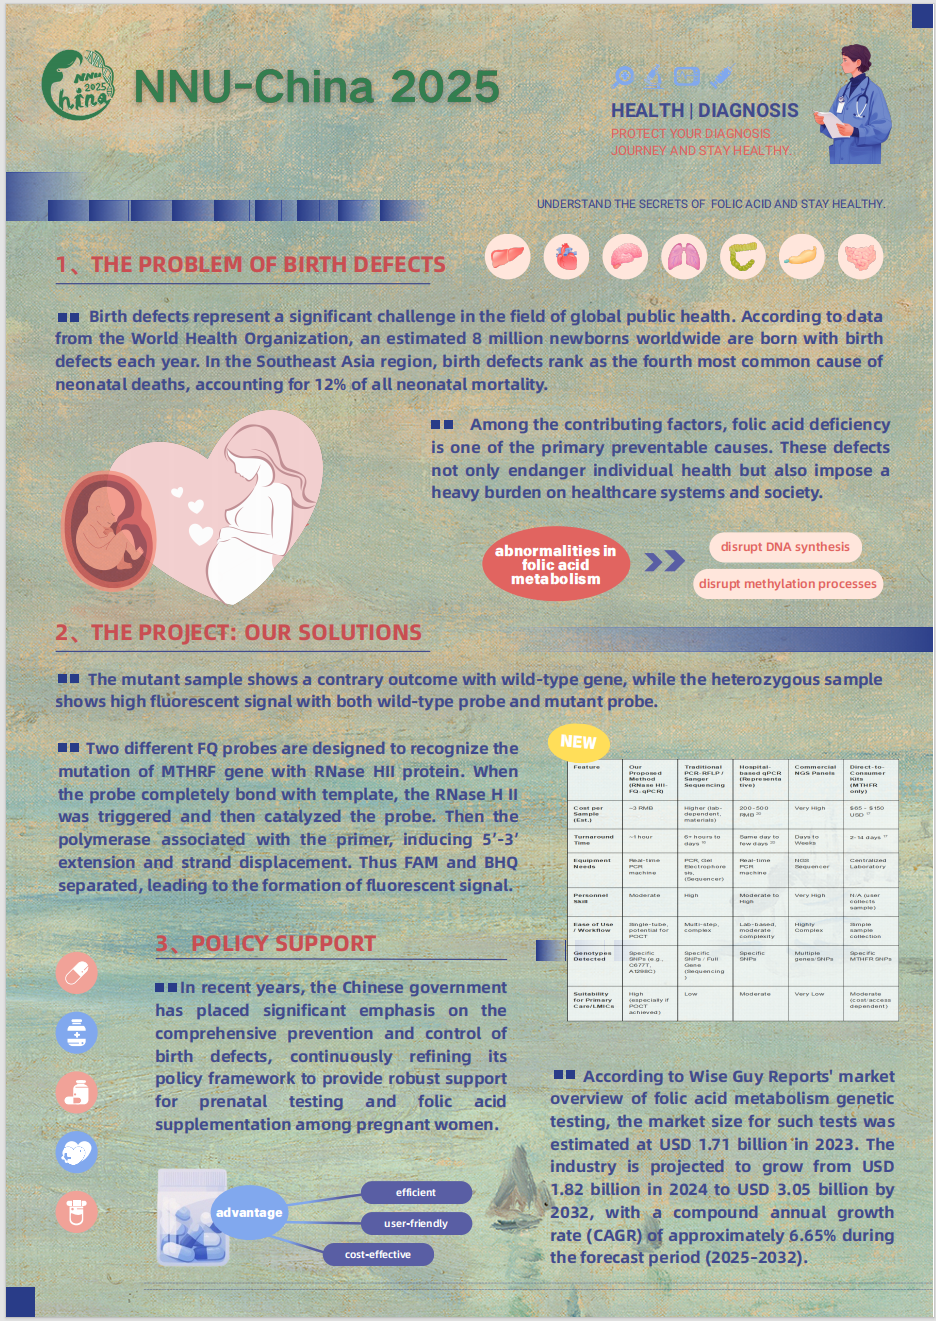 NNU
2025
China
NNU-China 2025
HEALTH | DIAGNOSIS
PROTECT YOUR DIAGNOSIS
JOURNEY AND STAY HEALTHY.
UNDERSTAND THE SECRETS OF FOLIC ACID AND STAY HEALTHY.
1、THE PROBLEM OF BIRTH DEFECTS
Birth defects represent a significant challenge in the field of global public health. According to data
from the World Health Organization, an estimated 8 million newborns worldwide are born with birth
defects each year. In the Southeast Asia region, birth defects rank as the fourth most common cause of
neonatal deaths, accounting for 12% of all neonatal mortality.
Among the contributing factors, folic acid deficiency
is one of the primary preventable causes. These defects
not only endanger individual health but also impose a
heavy burden on healthcare systems and society.
abnormalities in
folic acid
metabolism
disrupt DNA synthesis
disrupt methylation processes
2、THE PROJECT: OUR SOLUTIONS
The mutant sample shows a contrary outcome with wild-type gene, while the heterozygous sample
shows high fluorescent signal with both wild-type probe and mutant probe.
Two different FQ probes are designed to recognize the
mutation of MTHRF gene with RNase HII protein. When
the probe completely bond with template, the RNase H II
was triggered and then catalyzed the probe. Then the
polymerase associated with the primer, inducing 5’-3’
extension and strand displacement. Thus FAM and BHQ
separated, leading to the formation of fluorescent signal.
NEW
Feature
Our
Proposed
Method
(RNase HII-
FQ-qPCR)
Traditional
PCR-RFLP /
Sanger
Sequencing
Hospital-
based qPCR
(Representa
tive)
Commercial
NGS Panels
Direct-to-
Consumer
Kits
(MTHFR
only)
Cost per
Sample
(Est.)
~3 RMB
Higher (lab-
dependent,
materials)
200-500
RMB
Very High
$65 - $150
USD
Turnaround
Time
~1 hour
6+ hours to
days
Same day to
few days
Days to
Weeks
2-14 days
Equipment
Needs
Real-time
PCR
machine
PCR, Gel
Electrophore
sis,
(Sequencer)
Real-time
PCR
machine
NGS
Sequencer
Centralized
Laboratory
Personnel
Skill
Moderate
High
Moderate to
High
Very High
N/A (user
collects
sample)
Ease of Use
/ Workflow
Single-tube,
potential for
POCT
Multi-step,
complex
Lab-based,
moderate
complexity
Highly
Complex
Simple
sample
collection
Genotypes
Detected
Specific
SNPs (e.g.,
C677T,
A1298C)
Specific
SNPs / Full
Gene
(Sequencing
)
Specific
SNPs
Multiple
genes/SNPs
Specific
MTHFR SNPs
Suitability
for Primary
Care/LMICs
High
(especially if
POCT
achieved)
Low
Moderate
Very Low
Moderate
(cost/access
dependent)
3、POLICY SUPPORT
In recent years, the Chinese government
has placed significant emphasis on the
comprehensive prevention and control of
birth defects, continuously refining its
policy framework to provide robust support
for prenatal testing and folic acid
supplementation among pregnant women.
advantage
efficient
user-friendly
cost-effective
According to Wise Guy Reports' market
overview of folic acid metabolism genetic
testing, the market size for such tests was
estimated at USD 1.71 billion in 2023. The
industry is projected to grow from USD
1.82 billion in 2024 to USD 3.05 billion by
2032, with a compound annual growth
rate (CAGR) of approximately 6.65% during
the forecast period (2025–2032).